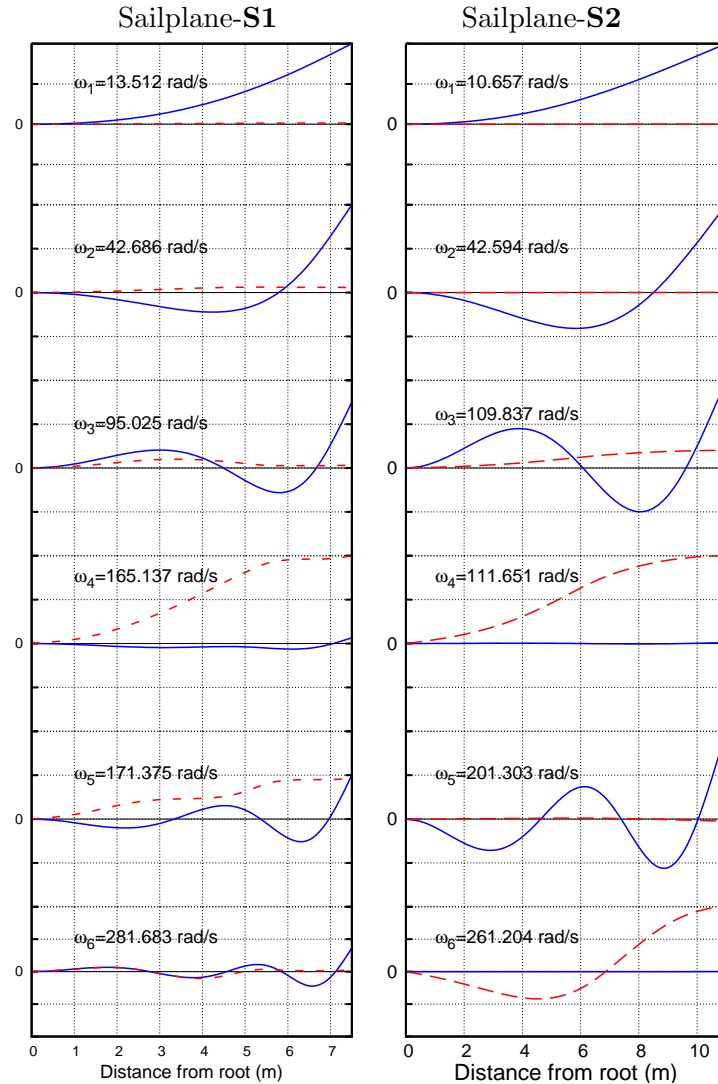 Sailplane-S1
ω1=13.512 rad/s
0
ω2=42.686 rad/s
0
ω3=95.025 rad/s
0
ω4=165.137 rad/s
0
ω5=171.375 rad/s
0
ω6=281.683 rad/s
0
0 1 2 3 4 5 6 7
Distance from root (m)
Sailplane-S2
ω1=10.657 rad/s
0
ω2=42.594 rad/s
0
ω3=109.837 rad/s
0
ω4=111.651 rad/s
0
ω5=201.303 rad/s
0
ω6=261.204 rad/s
0
0 2 4 6 8 10
Distance from root (m)